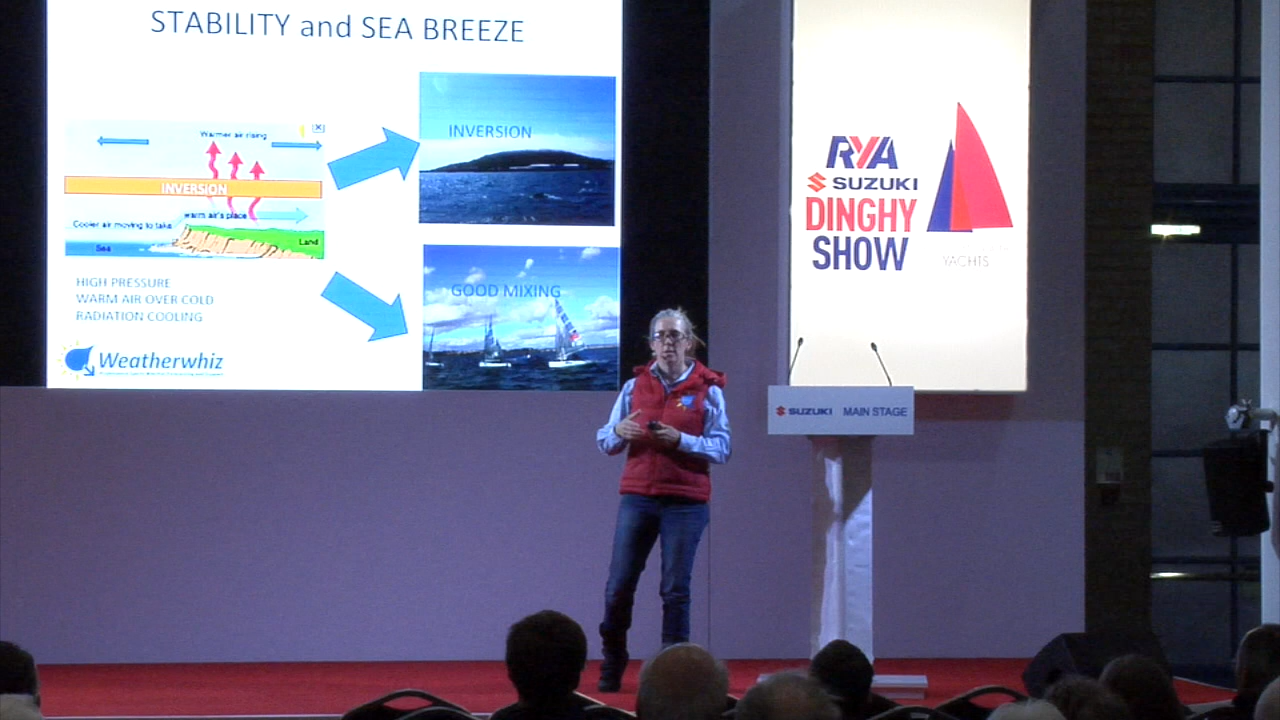 STABILITY and SEA BREEZE
Warmer air rising
INVERSION
warm air's place
Cooler air moving to take
Sea
Land
HIGH PRESSURE
WARM AIR OVER COLD
RADIATION COOLING
Weatherwhiz
INVERSION
GOOD MIXING
RYA
SUZUKI
DINGHY
SHOW
YACHTS
SUZUKI MAIN STAGE